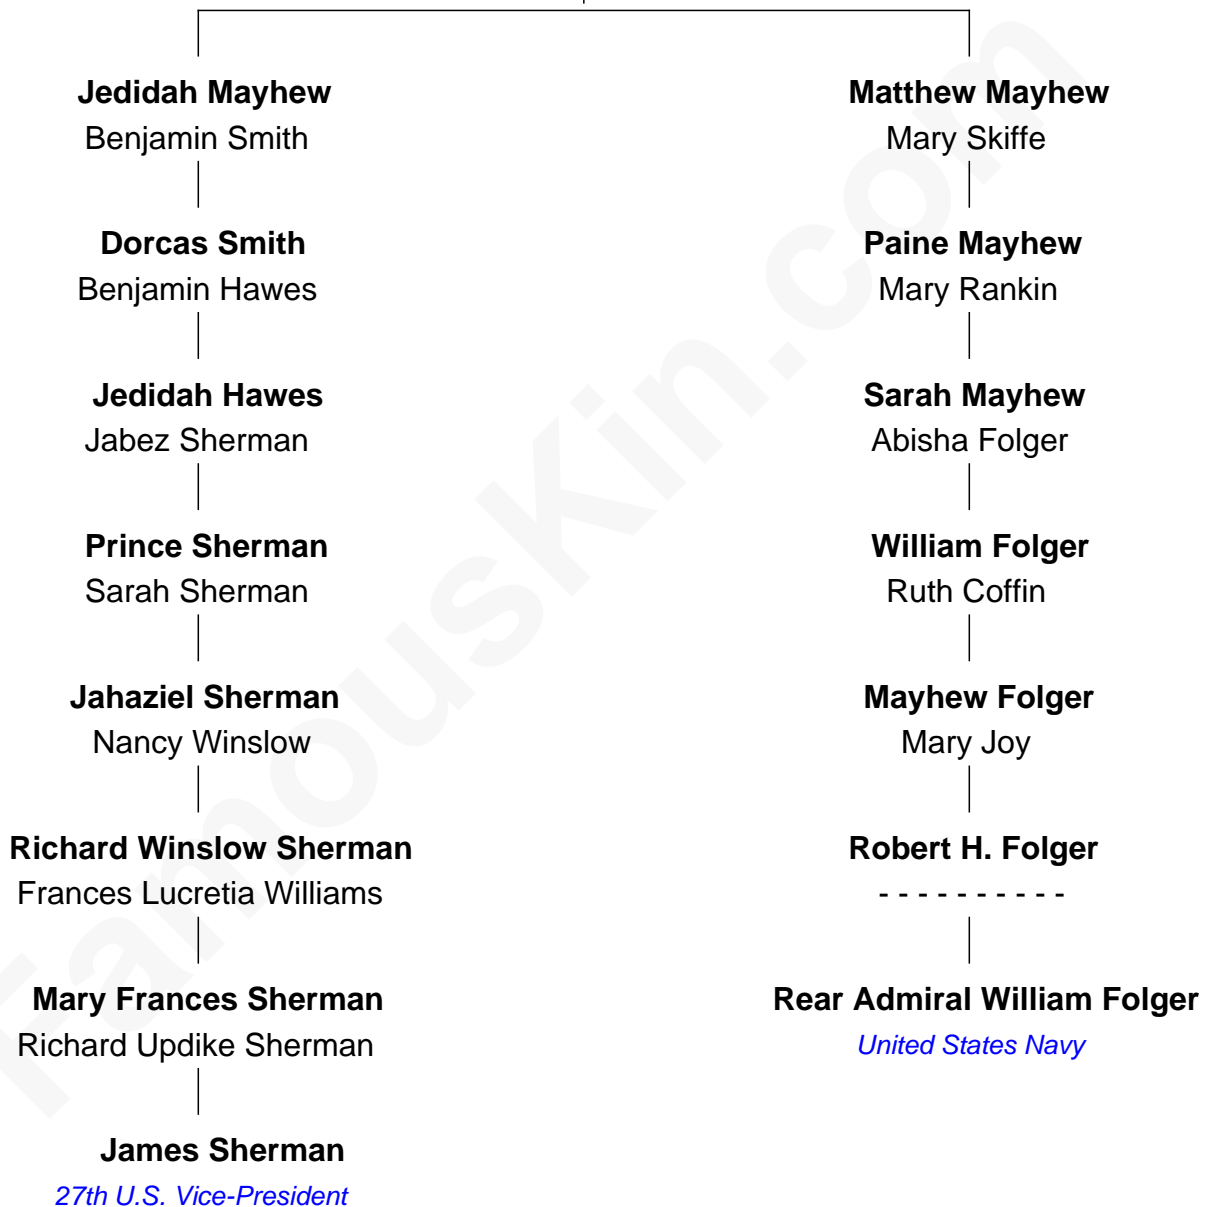 Jedidah Mayhew
Benjamin Smith
Dorcas Smith
Benjamin Hawes
Jedidah Hawes
Jabez Sherman
Prince Sherman
Sarah Sherman
Jahaziel Sherman
Nancy Winslow
Richard Winslow Sherman
Frances Lucretia Williams
Mary Frances Sherman
Richard Updike Sherman
James Sherman
27th U.S. Vice-President
Matthew Mayhew
Mary Skiffe
Paine Mayhew
Mary Rankin
Sarah Mayhew
Abisha Folger
William Folger
Ruth Coffin
Mayhew Folger
Mary Joy
Robert H. Folger
- - - - - - - - - -
Rear Admiral William Folger
United States Navy
FamousKin.com